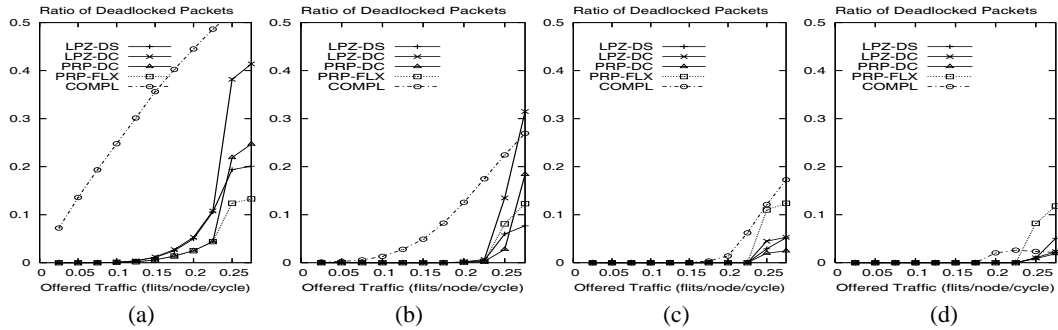 Ratio of Deadlocked Packets
0.5
0.4
0.3
0.2
0.1
0
LPZ-DS
LPZ-DC
PRP-DC
PRP-FLX
COMPL
0 0.05 0.1 0.15 0.2 0.25
Offered Traffic (flits/node/cycle)
(a)
Ratio of Deadlocked Packets
0.5
0.4
0.3
0.2
0.1
0
LPZ-DS
LPZ-DC
PRP-DC
PRP-FLX
COMPL
0 0.05 0.1 0.15 0.2 0.25
Offered Traffic (flits/node/cycle)
(b)
Ratio of Deadlocked Packets
0.5
0.4
0.3
0.2
0.1
0
LPZ-DS
LPZ-DC
PRP-DC
PRP-FLX
COMPL
0 0.05 0.1 0.15 0.2 0.25
Offered Traffic (flits/node/cycle)
(c)
Ratio of Deadlocked Packets
0.5
0.4
0.3
0.2
0.1
0
LPZ-DS
LPZ-DC
PRP-DC
PRP-FLX
COMPL
0 0.05 0.1 0.15 0.2 0.25
Offered Traffic (flits/node/cycle)
(d)